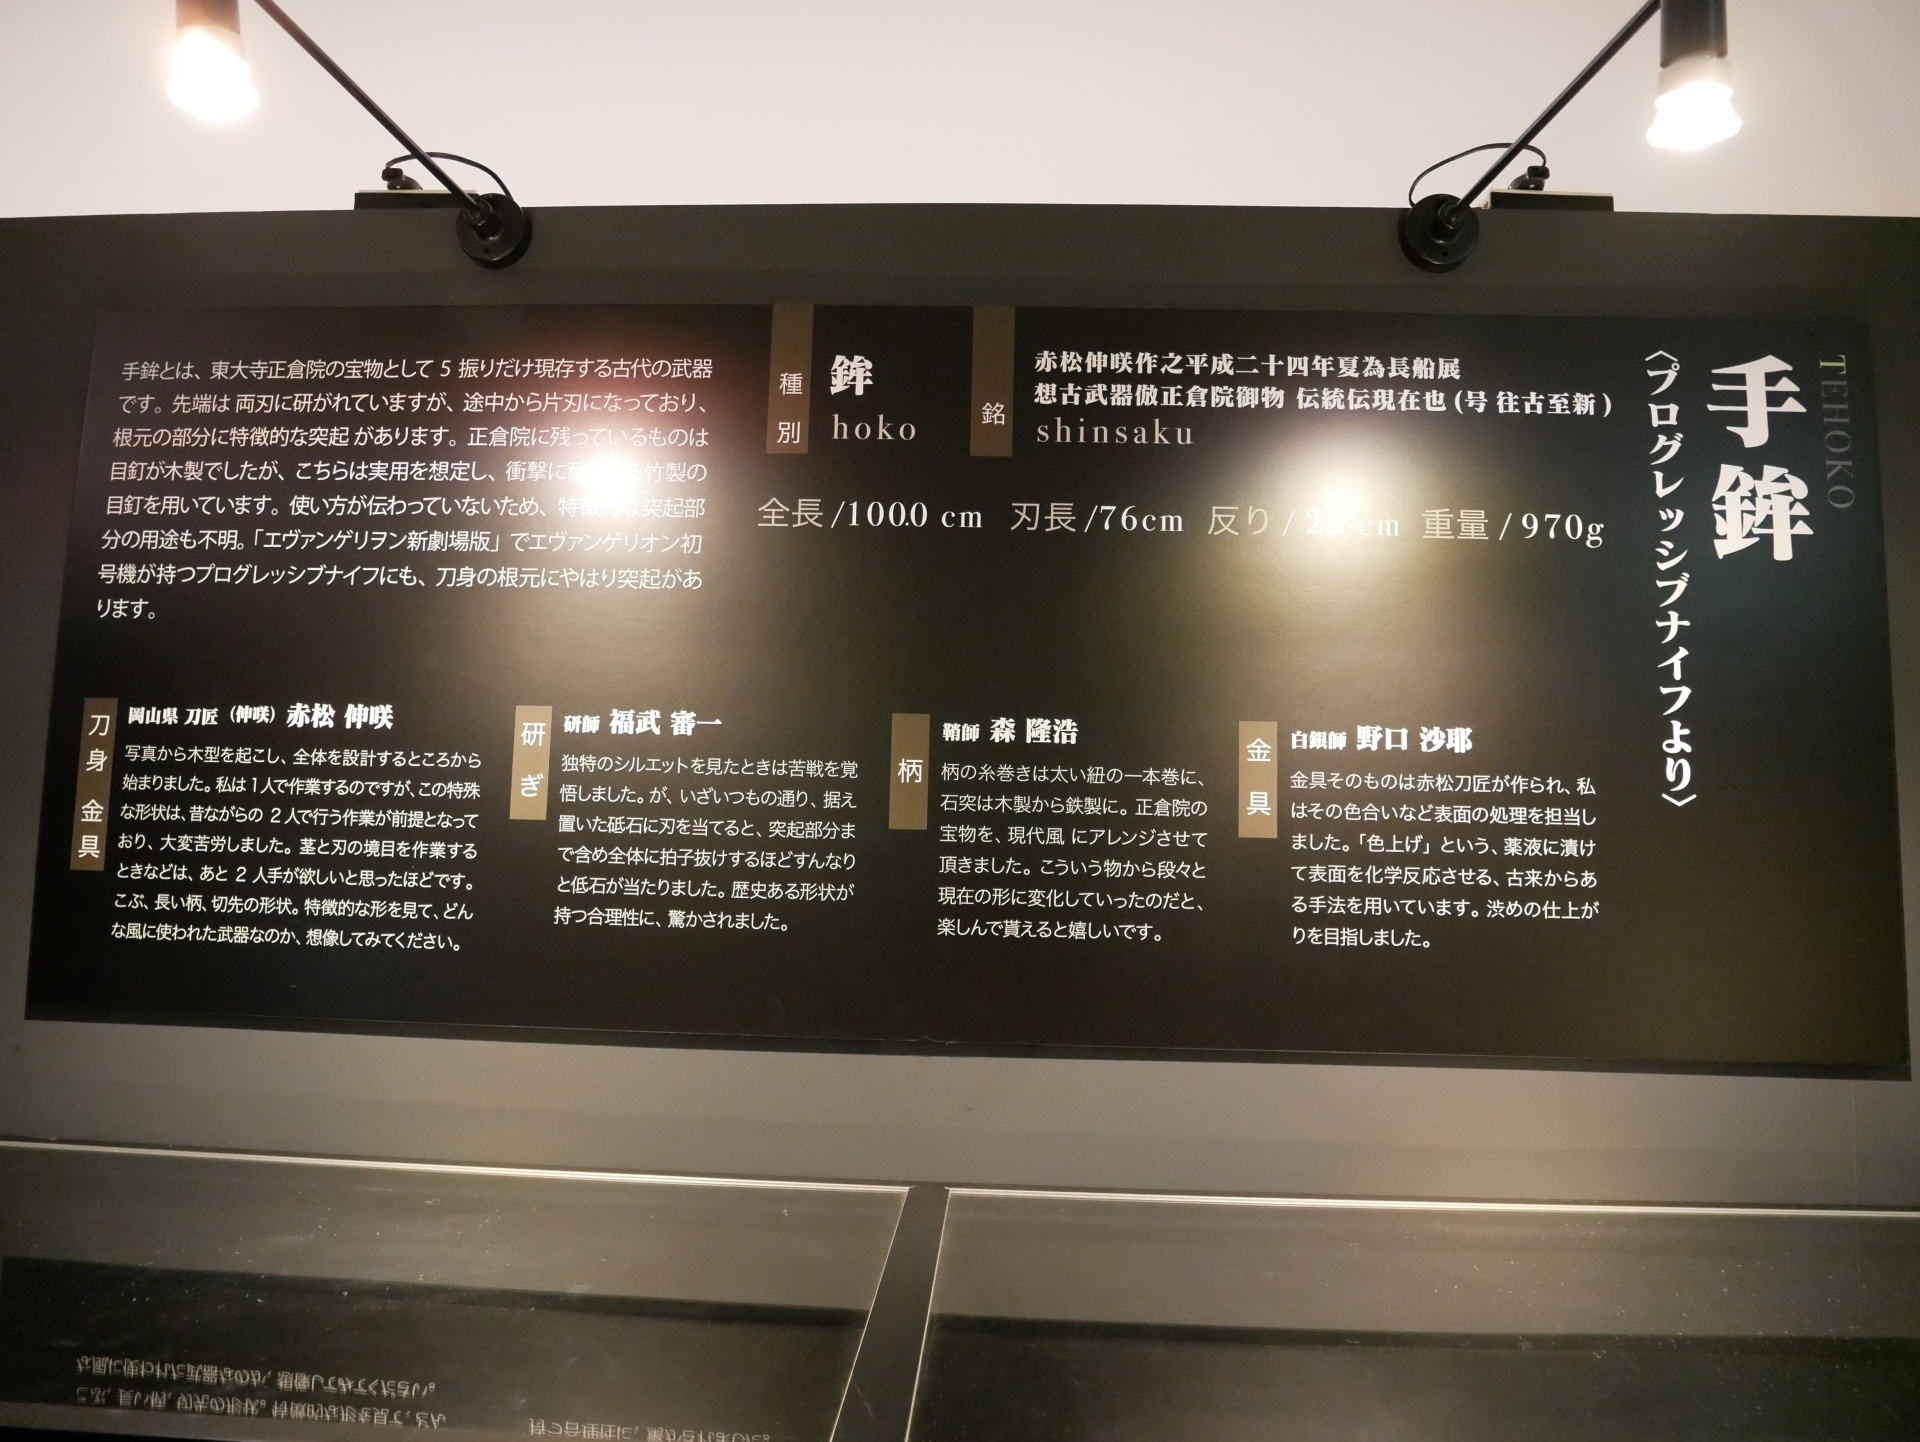 TEHOKO
手鉾
〈プログレッシブナイフより〉
種別
鉾
hoko
銘
赤松伸咲作之平成二十四年夏為長船展
想古武器倣正倉院御物 伝統伝現在也 (号 往古至新 )
shinsaku
全長 /100.0 cm 刃長 /76cm 反り / 2.2 cm 重量 / 970g
手鉾とは、東大寺正倉院の宝物として 5 振りだけ現存する古代の武器
です。先端は 両刃に研がれていますが、途中から片刃になっており、
根元の部分に特徴的な突起 があります。正倉院に残っているものは
目釘が木製でしたが、こちらは実用を想定し、衝撃に耐える竹製の
目釘を用いています。使い方が伝わっていないため、特徴的な突起部
分の用途も不明。「エヴァンゲリヲン新劇場版」でエヴァンゲリオン初
号機が持つプログレッシブナイフにも、刀身の根元にやはり突起があ
ります。
刀身 金具
岡山県 刀匠(伸咲)赤松 伸咲
写真から木型を起こし、全体を設計するところから
始まりました。私は 1 人で作業するのですが、この特殊
な形状は、昔ながらの 2 人で行う作業が前提となって
おり、大変苦労しました。茎と刃の境目を作業する
ときなどは、あと 2 人手が欲しいと思ったほどです。
こぶ、長い柄、切先の形状。特徴的な形を見て、どん
な風に使われた武器なのか、想像してみてください。
研ぎ
研師 福武 審一
独特のシルエットを見たときは苦戦を覚
悟しました。が、いざいつもの通り、据え
置いた砥石に刃を当てると、突起部分ま
で含め全体に拍子抜けするほどすんなり
と低石が当たりました。歴史ある形状が
持つ合理性に、驚かされました。
柄
鞘師 森 隆浩
柄の糸巻きは太い紐の一本巻に、
石突は木製から鉄製に。正倉院の
宝物を、現代風 にアレンジさせて
頂きました。こういう物から段々と
現在の形に変化していったのだと、
楽しんで貰えると嬉しいです。
金具
白銀師 野口 沙耶
金具そのものは赤松刀匠が作られ、私
はその色合いなど表面の処理を担当し
ました。「色上げ」という、薬液に漬け
て表面を化学反応させる、古来からあ
る手法を用いています。渋めの仕上が
りを目指しました。